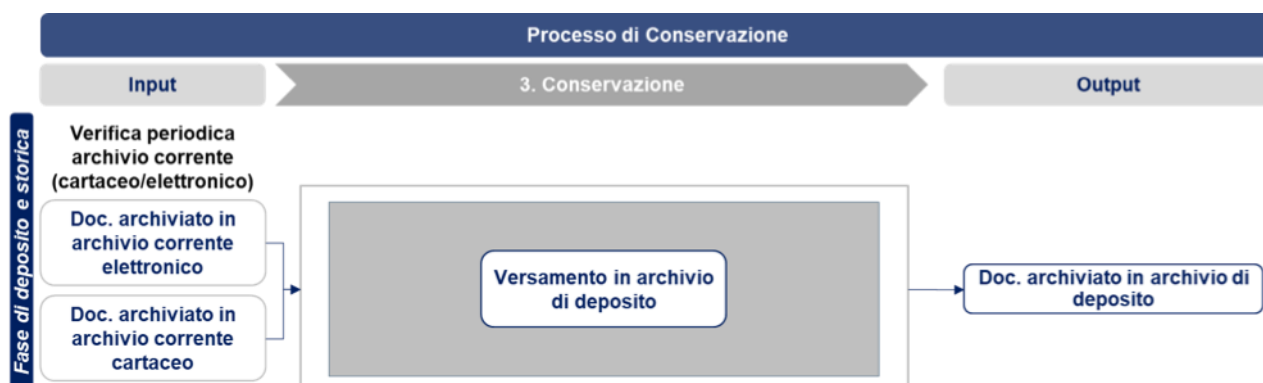 Processo di Conservazione
Input
3. Conservazione
Output
Fase di deposito e storica
Verifica periodica
archivio corrente
(cartaceo/elettronico)
Doc. archiviato in
archivio corrente
elettronico
Doc. archiviato in
archivio corrente
cartaceo
Versamento in archivio
di deposito
Doc. archiviato in archivio di
deposito